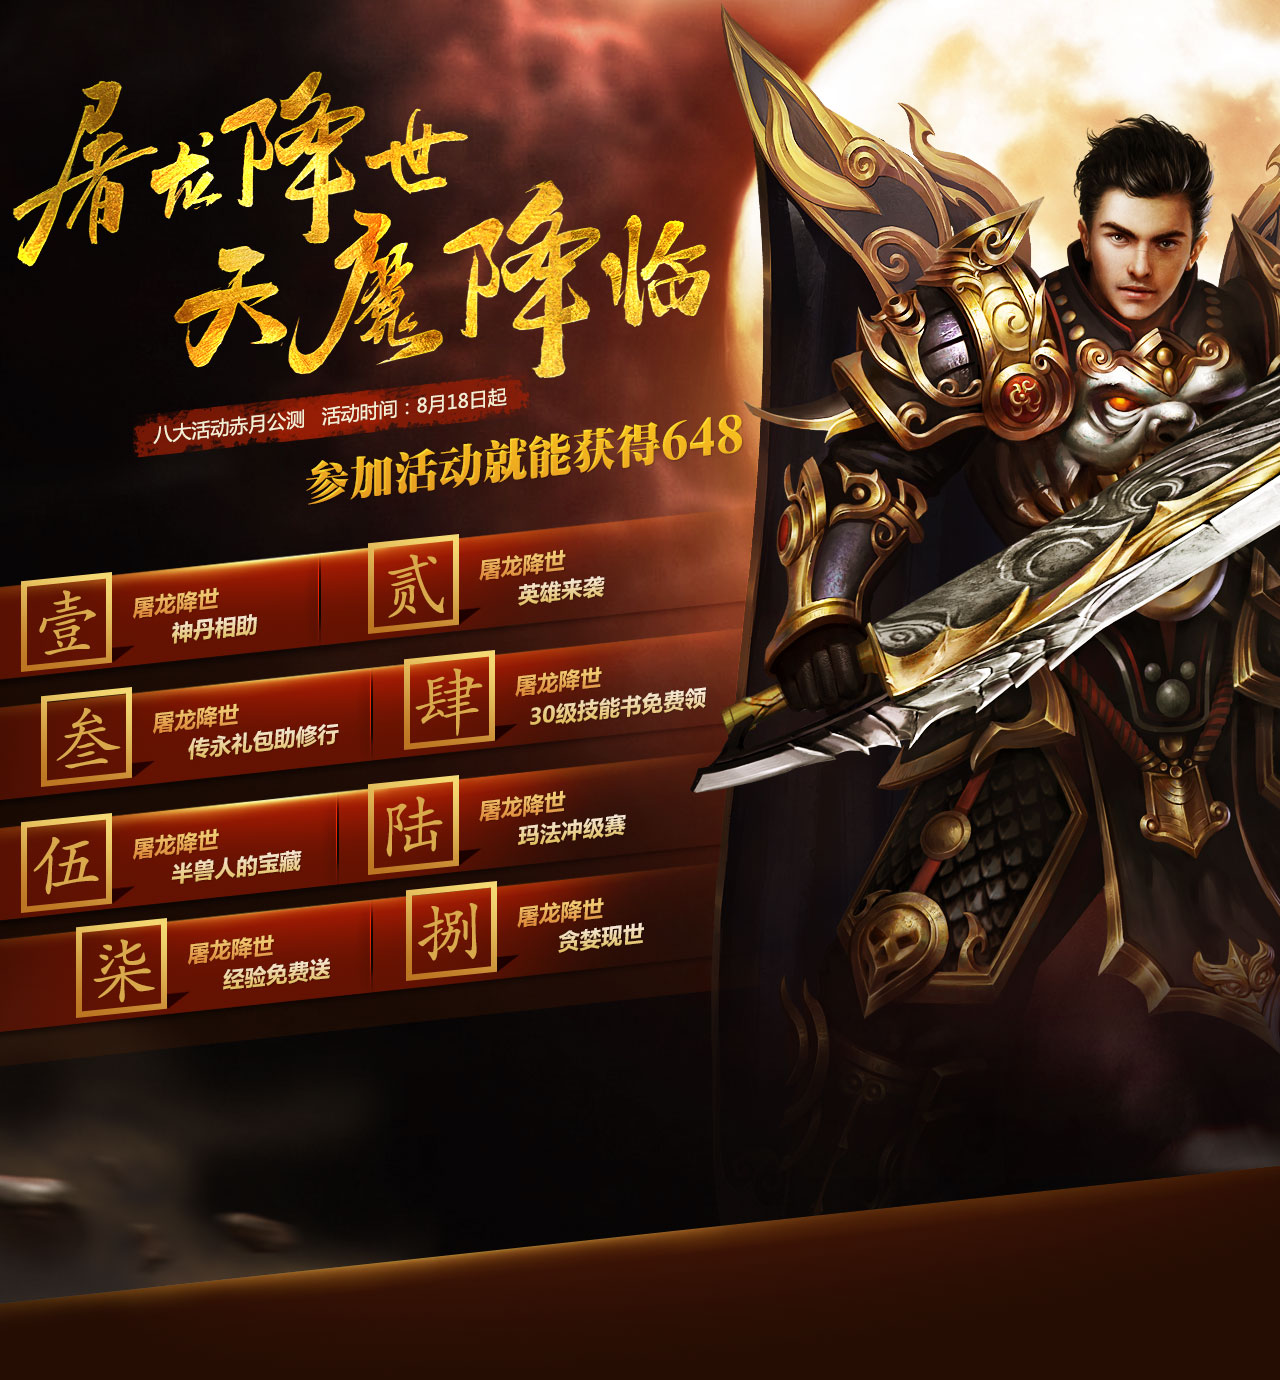 屠龙降世
天魔降临
八大活动赤月公测 活动时间：8月18日起
参加活动就能获得648
壹
屠龙降世
神丹相助
贰
屠龙降世
英雄来袭
叁
屠龙降世
传永礼包助修行
肆
屠龙降世
30级技能书免费领
伍
屠龙降世
半兽人的宝藏
陆
屠龙降世
玛法冲级赛
柒
屠龙降世
经验免费送
捌
屠龙降世
贪婪现世